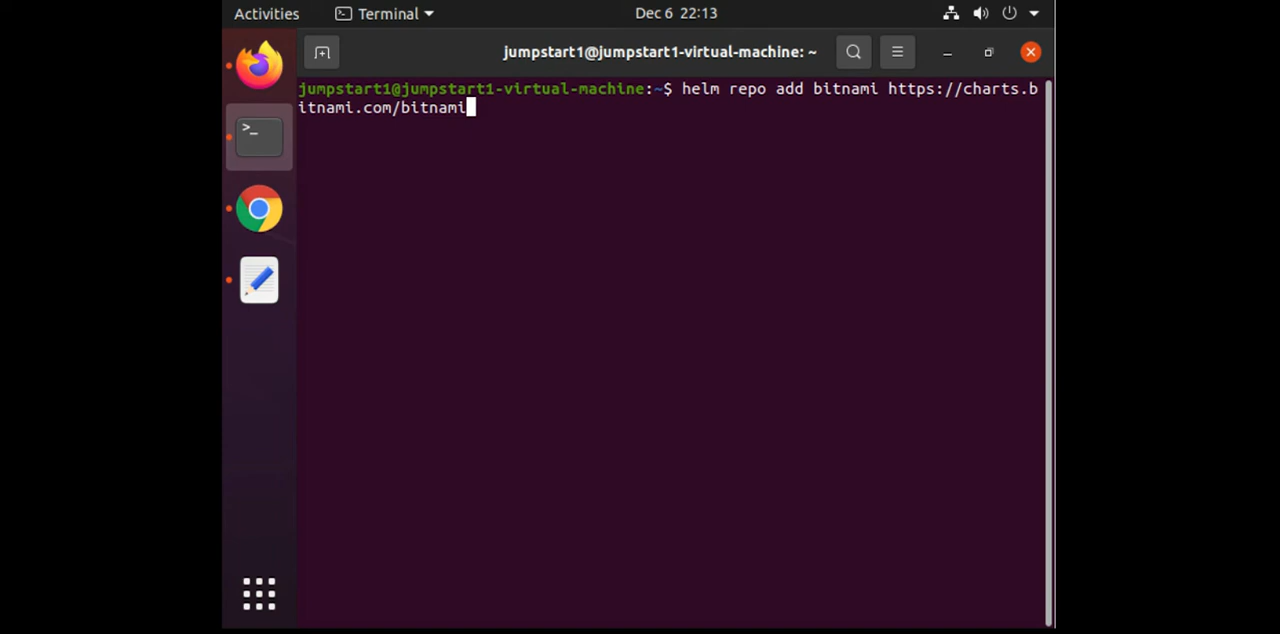 Activities Terminal Dec 6 22:13
jumpstart1@jumpstart1-virtual-machine: ~
jumpstart1@jumpstart1-virtual-machine:~$ helm repo add bitnami https://charts.b
itnami.com/bitnami
>_